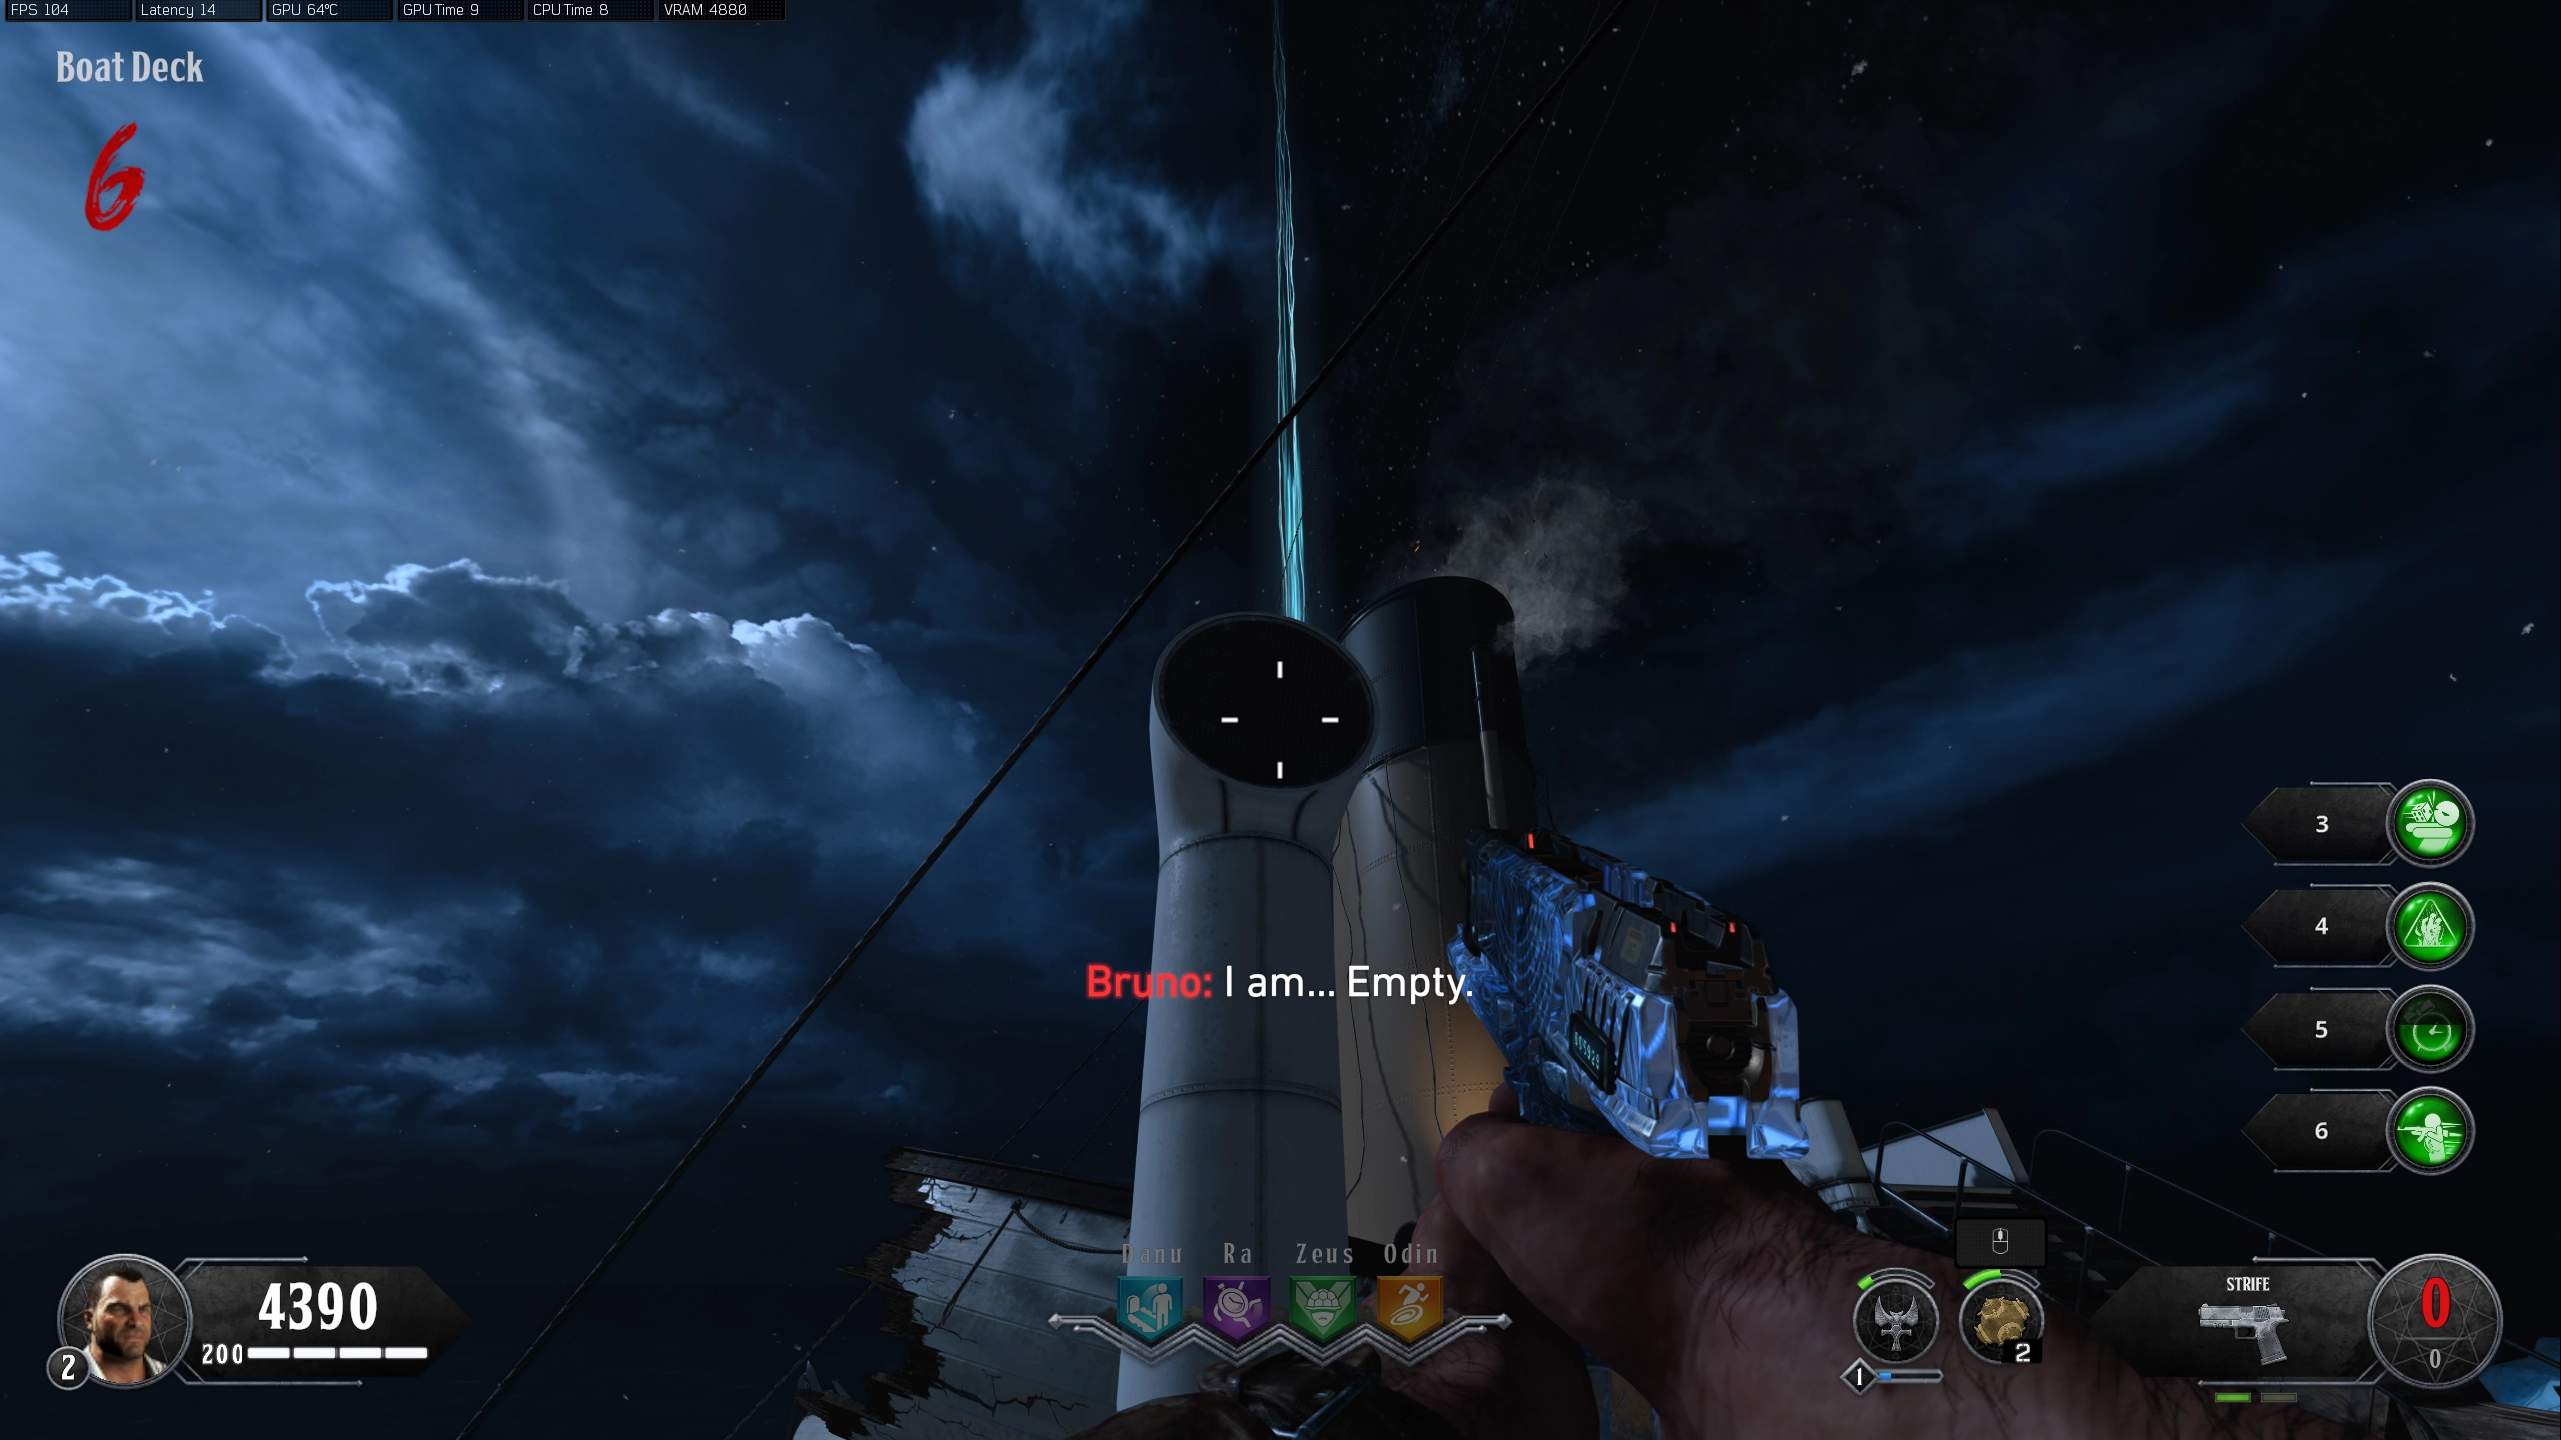 FPS 104 Latency 14 GPU 64°C GPU Time 9 CPU Time 8 VRAM 4880
Boat Deck
6
3
4
5
6
Bruno: I am... Empty.
Danu Ra Zeus Odin
4390
200
2
2
1
STRIFE
0
0